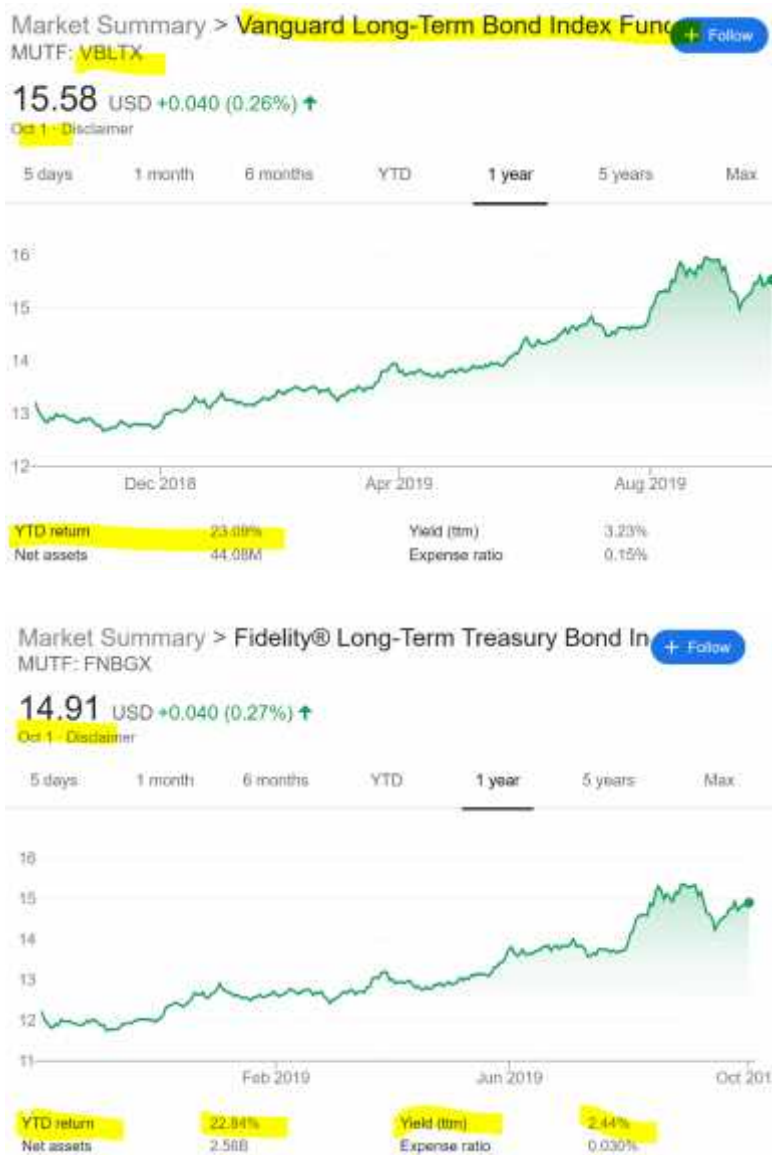 Market Summary > Vanguard Long-Term Bond Index Fund
+ Follow
MUTF: VBLTX
15.58 USD +0.040 (0.26%) ↑
Oct 1 · Disclaimer
5 days 1 month 6 months YTD 1 year 5 years Max
16
15
14
13
12
Dec 2018 Apr 2019 Aug 2019
YTD return 23.09% Yield (ttm) 3.23%
Net assets 44.08M Expense ratio 0.15%
Market Summary > Fidelity® Long-Term Treasury Bond In
+ Follow
MUTF: FNBGX
14.91 USD +0.040 (0.27%) ↑
Oct 1 · Disclaimer
5 days 1 month 6 months YTD 1 year 5 years Max
16
15
14
13
12
11
Feb 2019 Jun 2019 Oct 201
YTD return 22.84% Yield (ttm) 2.44%
Net assets 2.56B Expense ratio 0.030%